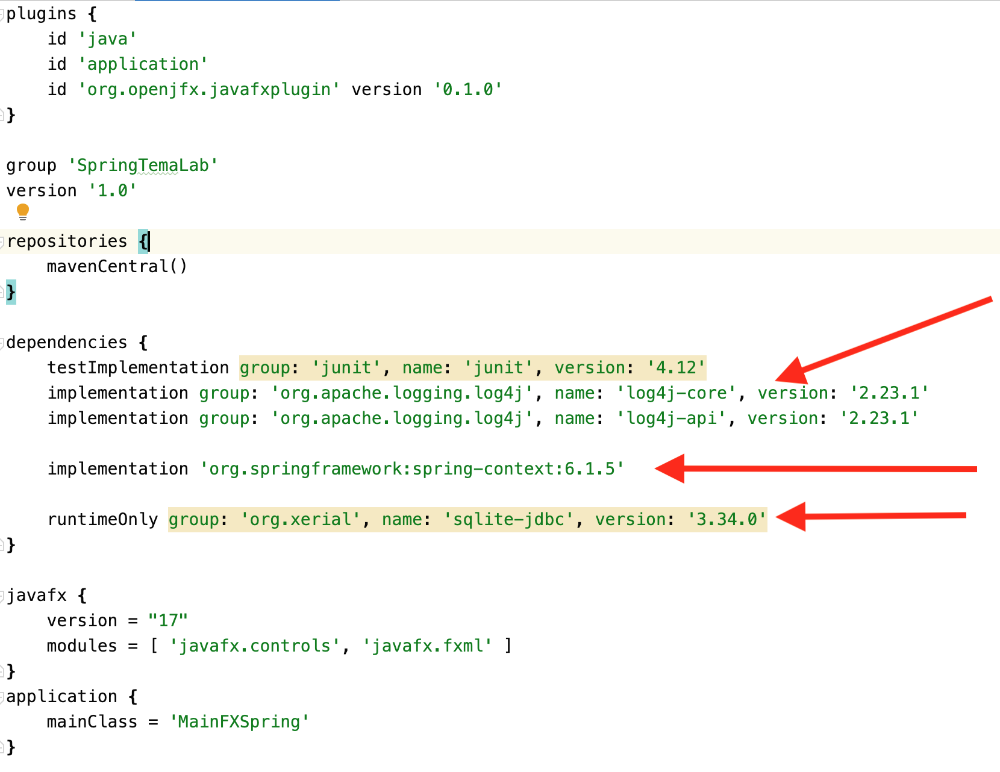 plugins {
    id 'java'
    id 'application'
    id 'org.openjfx.javafxplugin' version '0.1.0'
}
group 'SpringTemaLab'
version '1.0'
repositories {
    mavenCentral()
}
dependencies {
    testImplementation group: 'junit', name: 'junit', version: '4.12'
    implementation group: 'org.apache.logging.log4j', name: 'log4j-core', version: '2.23.1'
    implementation group: 'org.apache.logging.log4j', name: 'log4j-api', version: '2.23.1'
    implementation 'org.springframework:spring-context:6.1.5'
    runtimeOnly group: 'org.xerial', name: 'sqlite-jdbc', version: '3.34.0'
}
javafx {
    version = "17"
    modules = [ 'javafx.controls', 'javafx.fxml' ]
}
application {
    mainClass = 'MainFXSpring'
}